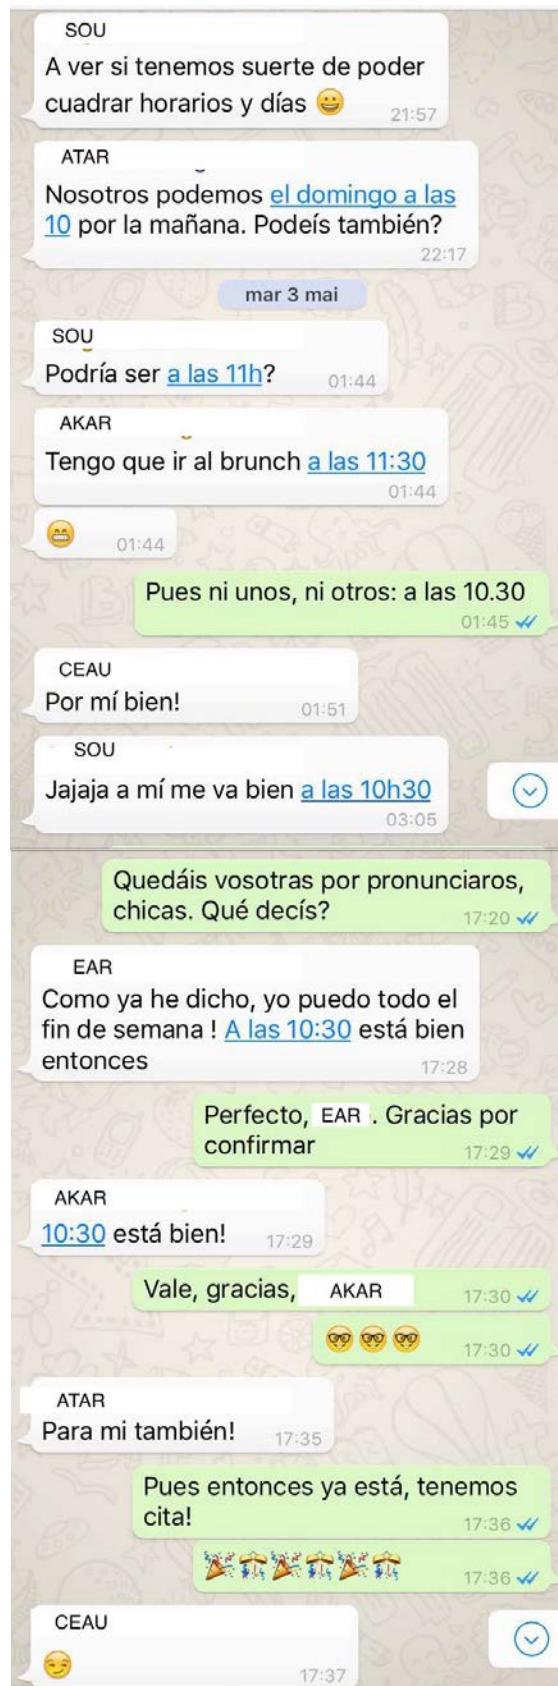 SOU
A ver si tenemos suerte de poder
cuadrar horarios y días 😀
21:57
ATAR
Nosotros podemos el domingo a las
10 por la mañana. Podeís también?
22:17
mar 3 mai
SOU
Podría ser a las 11h?
01:44
AKAR
Tengo que ir al brunch a las 11:30
01:44
😁
01:44
Pues ni unos, ni otros: a las 10.30
01:45
CEAU
Por mí bien!
01:51
SOU
Jajaja a mí me va bien a las 10h30
03:05
Quedáis vosotras por pronunciaros,
chicas. Qué decís?
17:20
EAR
Como ya he dicho, yo puedo todo el
fin de semana ! A las 10:30 está bien
entonces
17:28
Perfecto, EAR . Gracias por
confirmar
17:29
AKAR
10:30 está bien!
17:29
Vale, gracias, AKAR
17:30
🤓🤓🤓
17:30
ATAR
Para mi también!
17:35
Pues entonces ya está, tenemos
cita!
17:36
🎉🎊🎉🎊🎉🎊
17:36
CEAU
😏
17:37